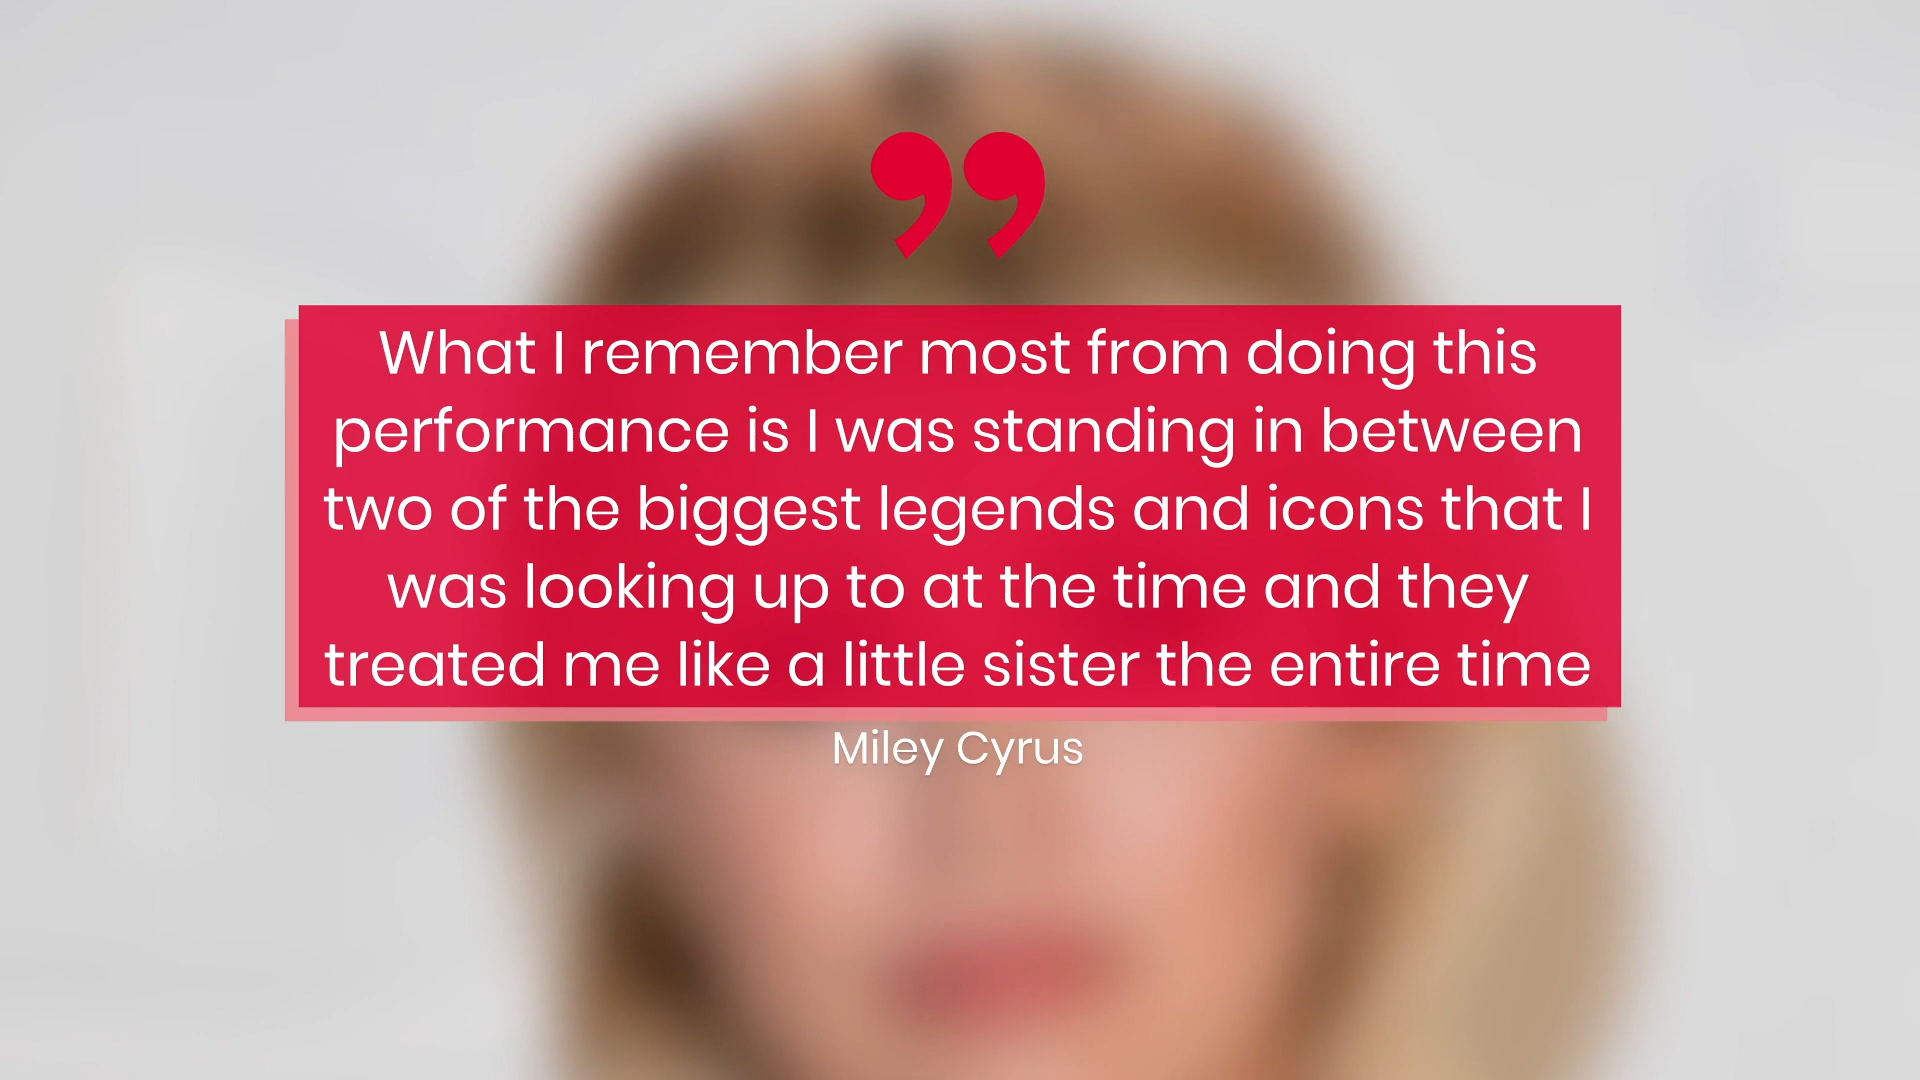 ”
What I remember most from doing this
performance is I was standing in between
two of the biggest legends and icons that I
was looking up to at the time and they
treated me like a little sister the entire time
Miley Cyrus